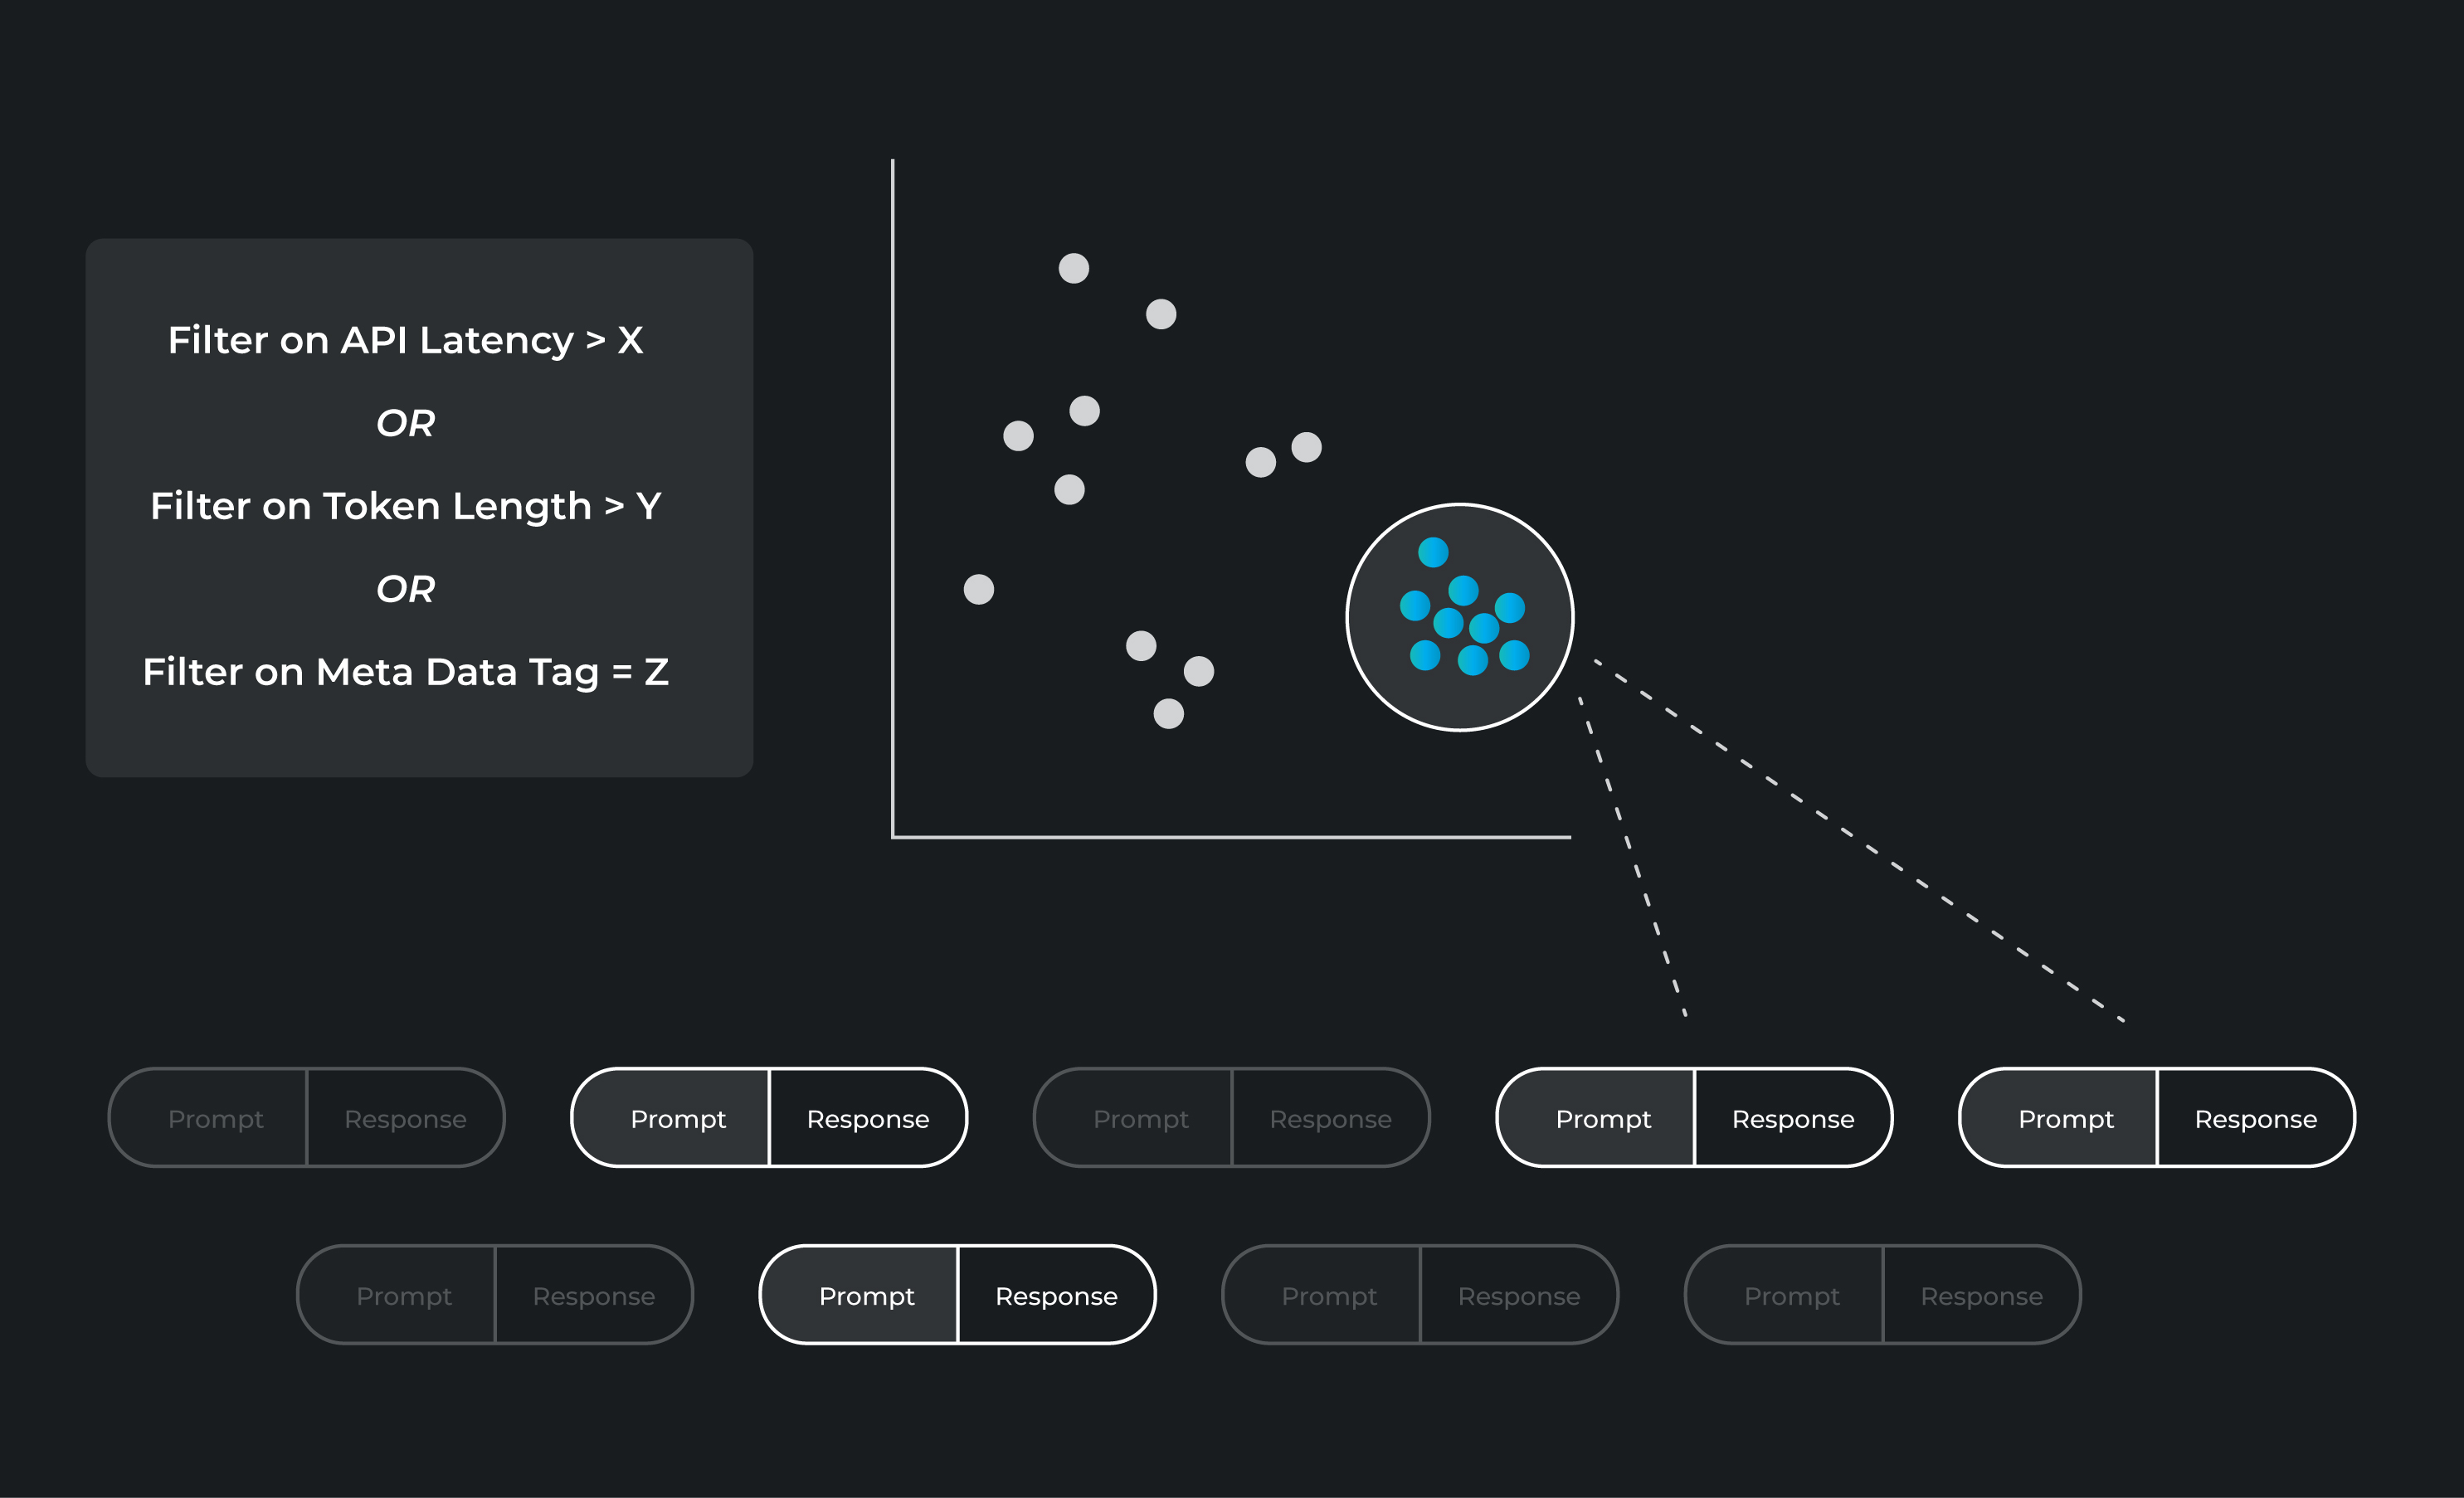 Filter on API Latency > X
OR
Filter on Token Length > Y
OR
Filter on Meta Data Tag = Z
Prompt Response Prompt Response Prompt Response Prompt Response Prompt Response
Prompt Response Prompt Response Prompt Response Prompt Response